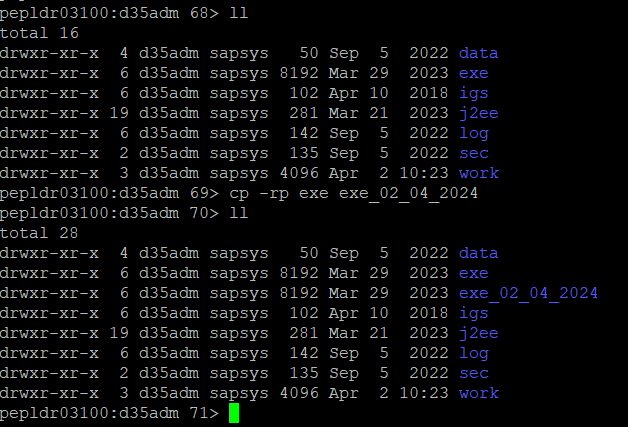 pepldr03100:d35adm 68> ll
total 16
drwxr-xr-x  4 d35adm sapsys   50 Sep  5  2022 data
drwxr-xr-x  6 d35adm sapsys 8192 Mar 29  2023 exe
drwxr-xr-x  6 d35adm sapsys  102 Apr 10  2018 igs
drwxr-xr-x 19 d35adm sapsys  281 Mar 21  2023 j2ee
drwxr-xr-x  6 d35adm sapsys  142 Sep  5  2022 log
drwxr-xr-x  2 d35adm sapsys  135 Sep  5  2022 sec
drwxr-xr-x  3 d35adm sapsys 4096 Apr  2 10:23 work
pepldr03100:d35adm 69> cp -rp exe exe_02_04_2024
pepldr03100:d35adm 70> ll
total 28
drwxr-xr-x  4 d35adm sapsys   50 Sep  5  2022 data
drwxr-xr-x  6 d35adm sapsys 8192 Mar 29  2023 exe
drwxr-xr-x  6 d35adm sapsys 8192 Mar 29  2023 exe_02_04_2024
drwxr-xr-x  6 d35adm sapsys  102 Apr 10  2018 igs
drwxr-xr-x 19 d35adm sapsys  281 Mar 21  2023 j2ee
drwxr-xr-x  6 d35adm sapsys  142 Sep  5  2022 log
drwxr-xr-x  2 d35adm sapsys  135 Sep  5  2022 sec
drwxr-xr-x  3 d35adm sapsys 4096 Apr  2 10:23 work
pepldr03100:d35adm 71>